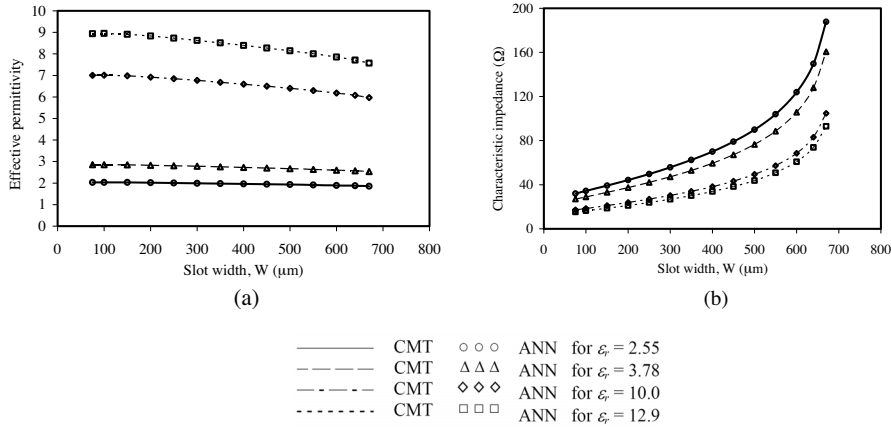 10
9
8
7
6
5
4
3
2
1
0
Effective permittivity
0 100 200 300 400 500 600 700 800
Slot width, W (μm)
(a)
200
160
120
80
40
0
Characteristic impedance (Ω)
0 100 200 300 400 500 600 700 800
Slot width, W (μm)
(b)
CMT ANN for εr = 2.55
CMT ANN for εr = 3.78
CMT ANN for εr = 10.0
CMT ANN for εr = 12.9